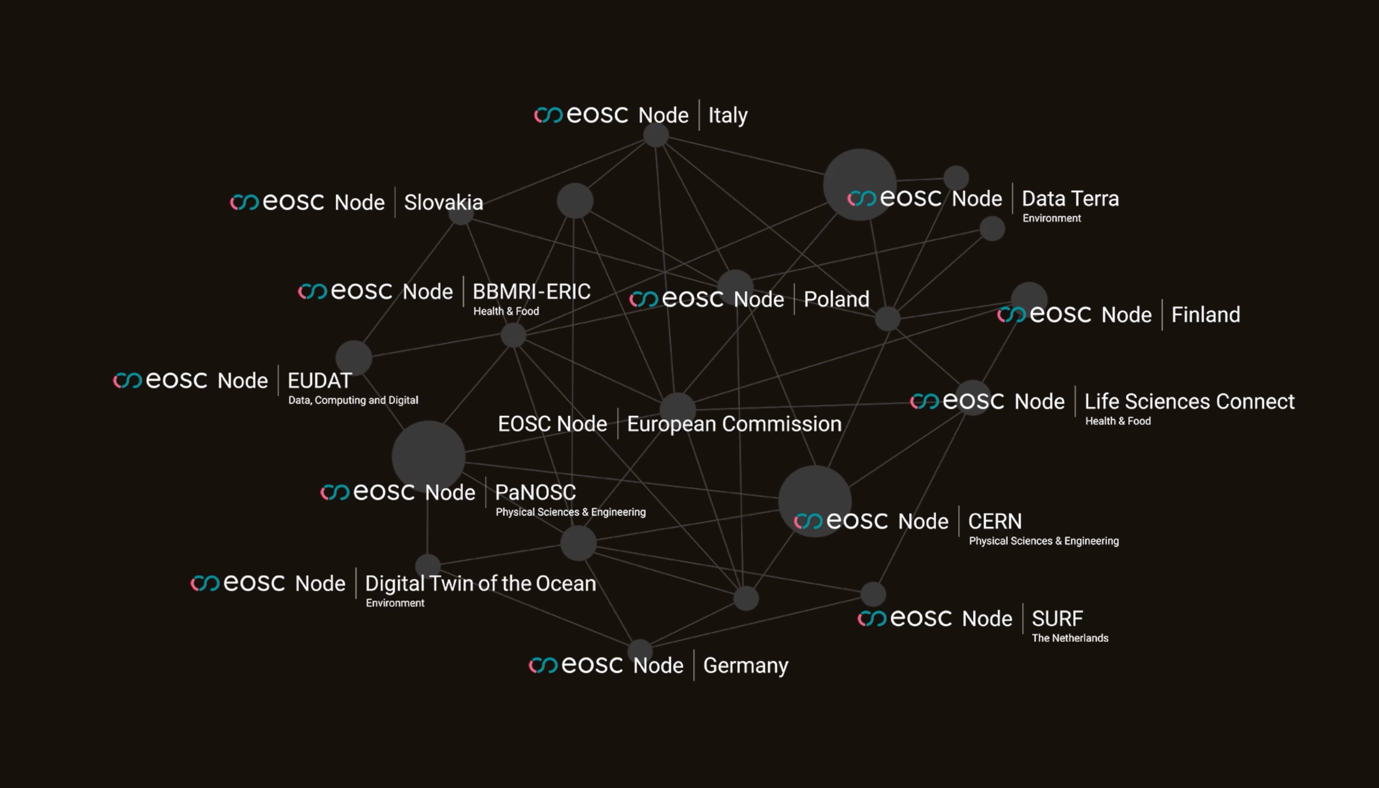 eosc Node | Italy
eosc Node | Slovakia
eosc Node | Data Terra
Environment
eosc Node | BBMRI-ERIC
Health & Food
eosc Node | Poland
eosc Node | Finland
eosc Node | EUDAT
Data, Computing and Digital
eosc Node | Life Sciences Connect
Health & Food
EOSC Node | European Commission
eosc Node | PaNOSC
Physical Sciences & Engineering
eosc Node | CERN
Physical Sciences & Engineering
eosc Node | Digital Twin of the Ocean
Environment
eosc Node | SURF
The Netherlands
eosc Node | Germany